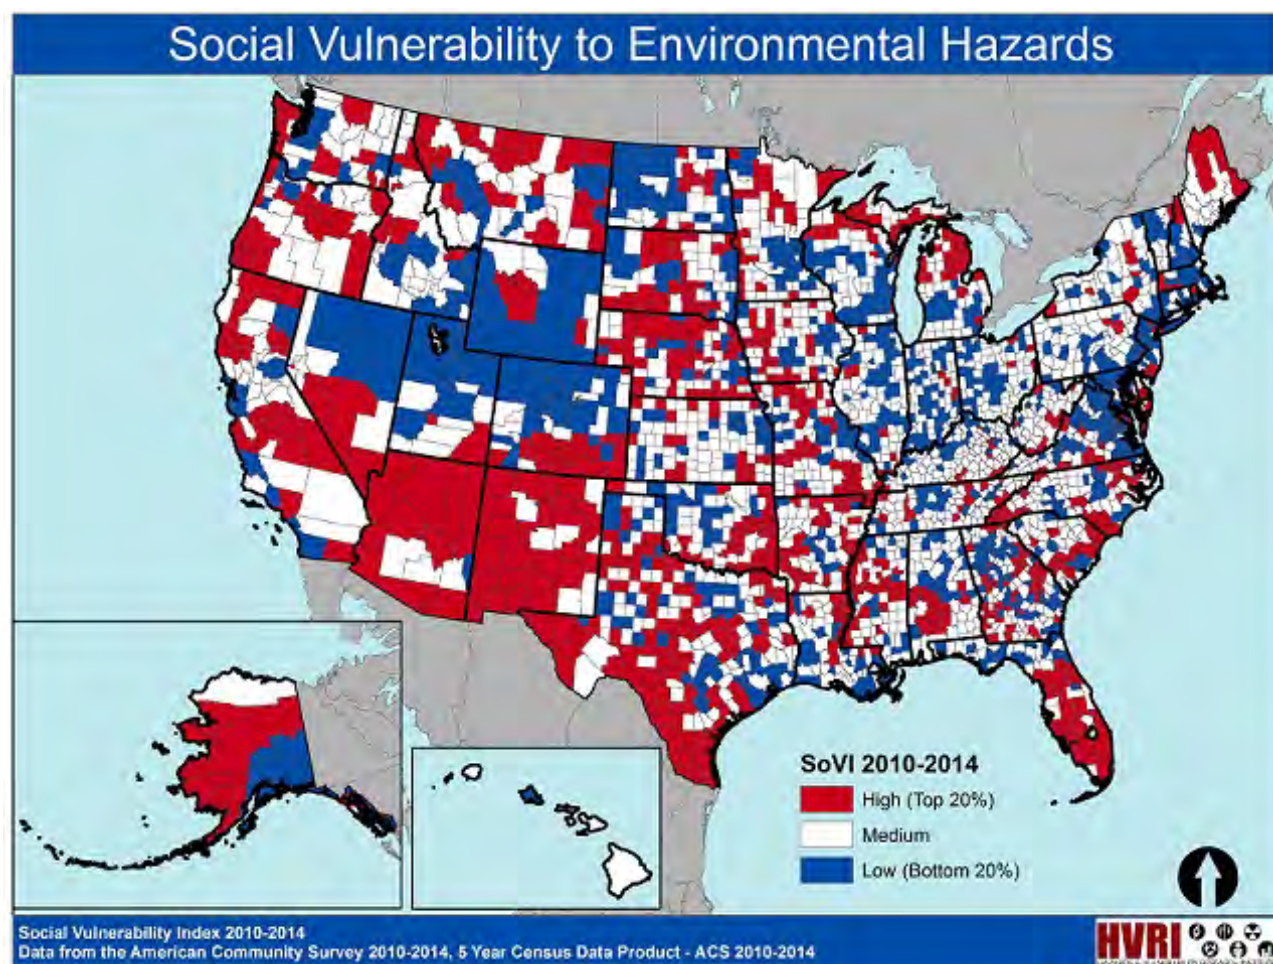 Social Vulnerability to Environmental Hazards
SoVI 2010-2014
High (Top 20%)
Medium
Low (Bottom 20%)
Social Vulnerability Index 2010-2014
Data from the American Community Survey 2010-2014, 5 Year Census Data Product - ACS 2010-2014
HVRI